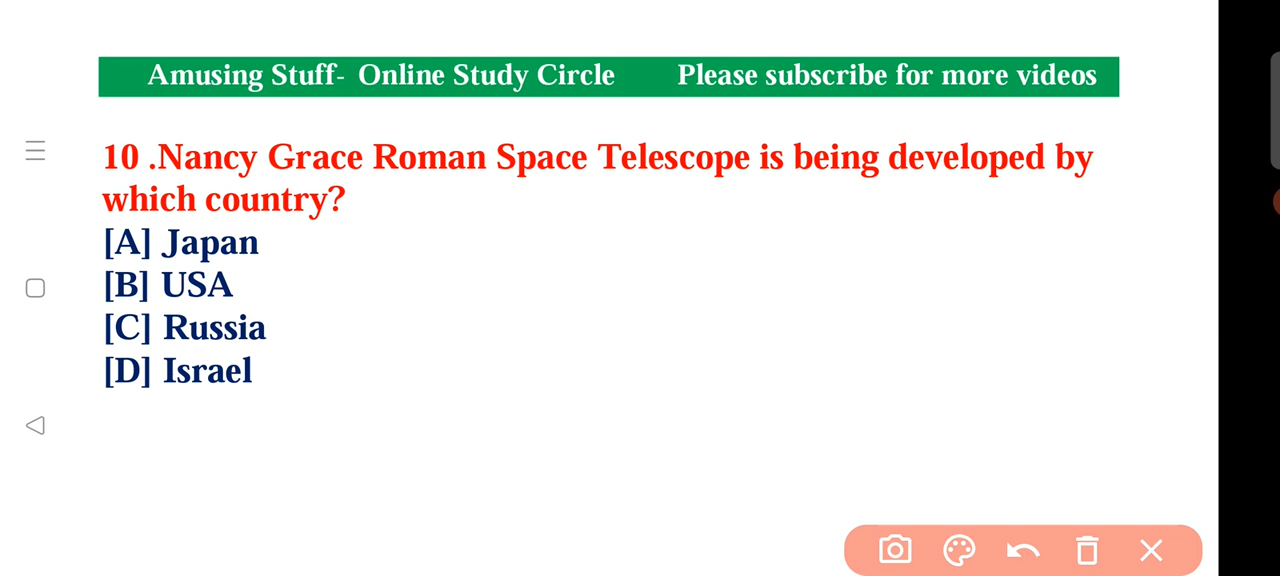 Amusing Stuff- Online Study Circle Please subscribe for more videos
10 .Nancy Grace Roman Space Telescope is being developed by
which country?
[A] Japan
[B] USA
[C] Russia
[D] Israel